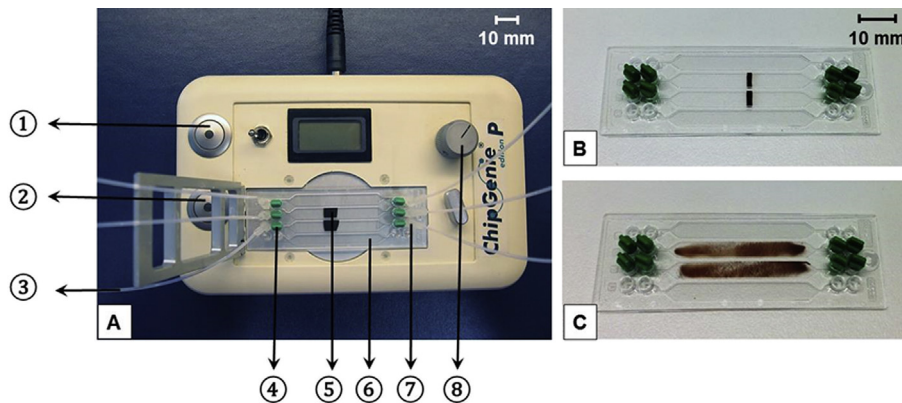 10 mm
10 mm
①
②
③
ChipGenie P
edition
A
B
C
④ ⑤ ⑥ ⑦ ⑧